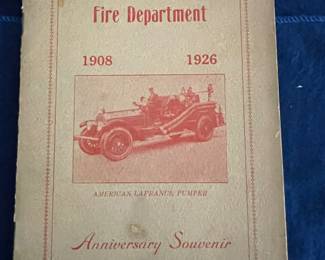 Fire Department
1908 1926
AMERICAN LAFRANCE, PUMPER
Anniversary Souvenir